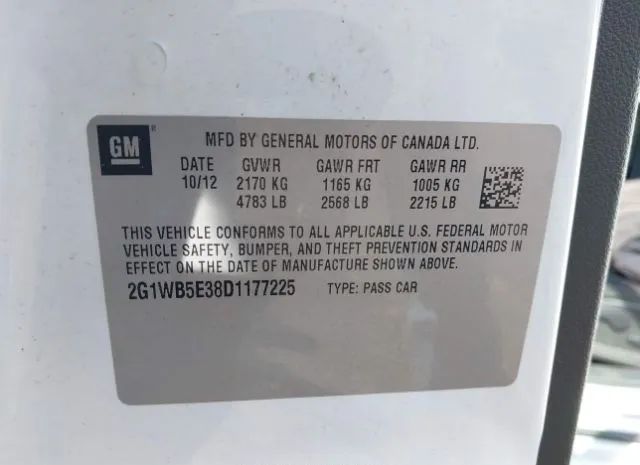 GM ®
MFD BY GENERAL MOTORS OF CANADA LTD.
DATE GVWR GAWR FRT GAWR RR
10/12 2170 KG 1165 KG 1005 KG
4783 LB 2568 LB 2215 LB
THIS VEHICLE CONFORMS TO ALL APPLICABLE U.S. FEDERAL MOTOR
VEHICLE SAFETY, BUMPER, AND THEFT PREVENTION STANDARDS IN
EFFECT ON THE DATE OF MANUFACTURE SHOWN ABOVE.
2G1WB5E38D1177225 TYPE: PASS CAR